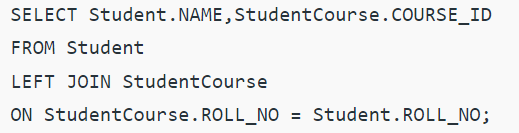 SELECT Student.NAME,StudentCourse.COURSE_ID
FROM Student
LEFT JOIN StudentCourse
ON StudentCourse.ROLL_NO = Student.ROLL_NO;